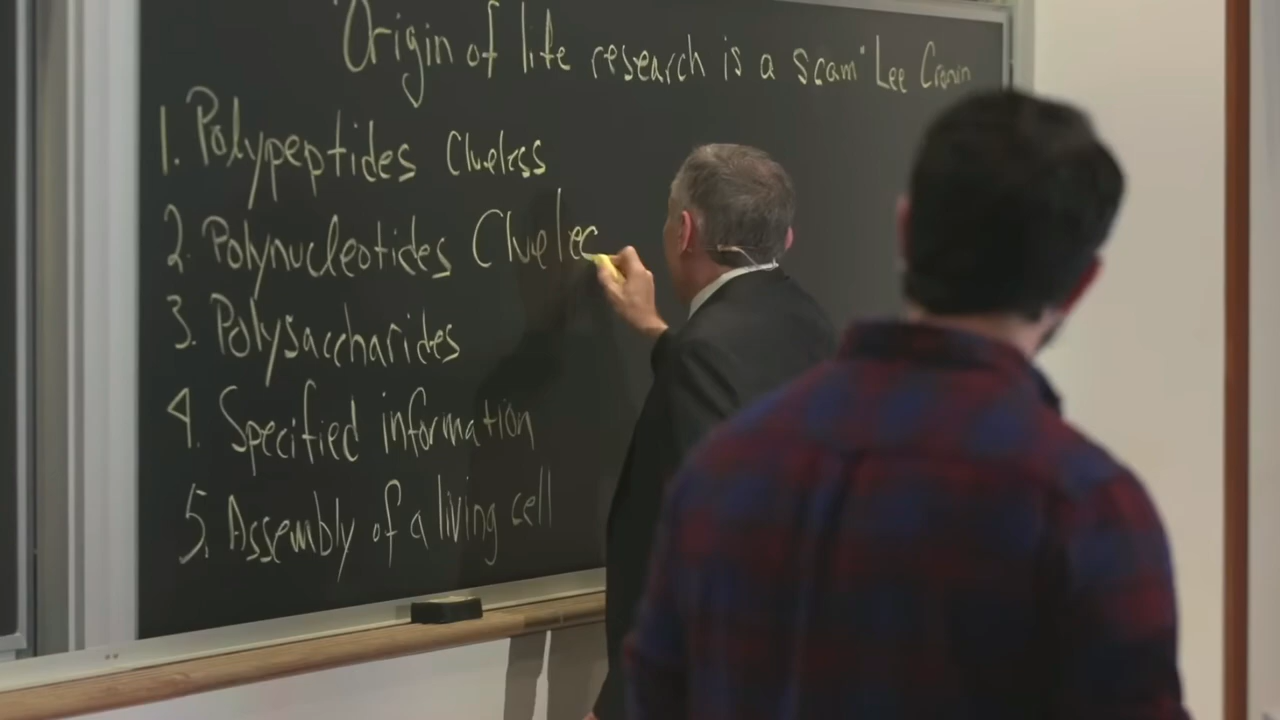 "Origin of life research is a scam" Lee Cronin
1. Polypeptides Clueless
2. Polynucleotides Cluelec
3. Polysaccharides
4. Specified information
5. Assembly of a living cell